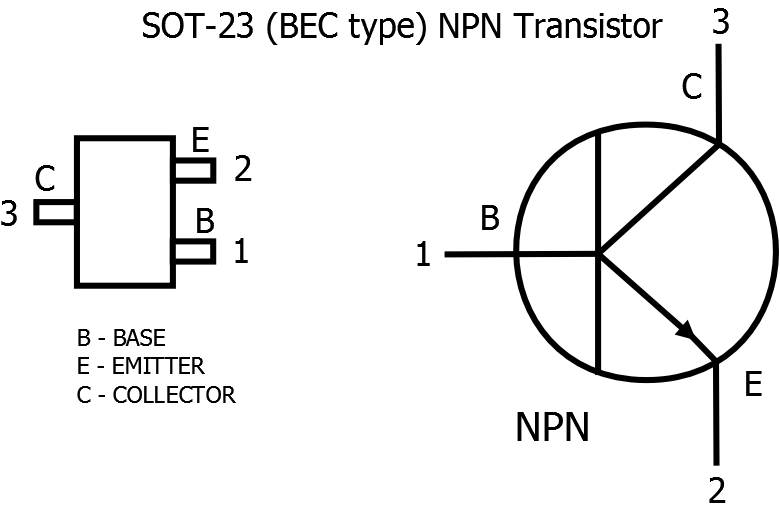 SOT-23 (BEC type) NPN Transistor
3
C
E
2
C
3
B
1
B
1
B - BASE
E - EMITTER
C - COLLECTOR
E
NPN
2